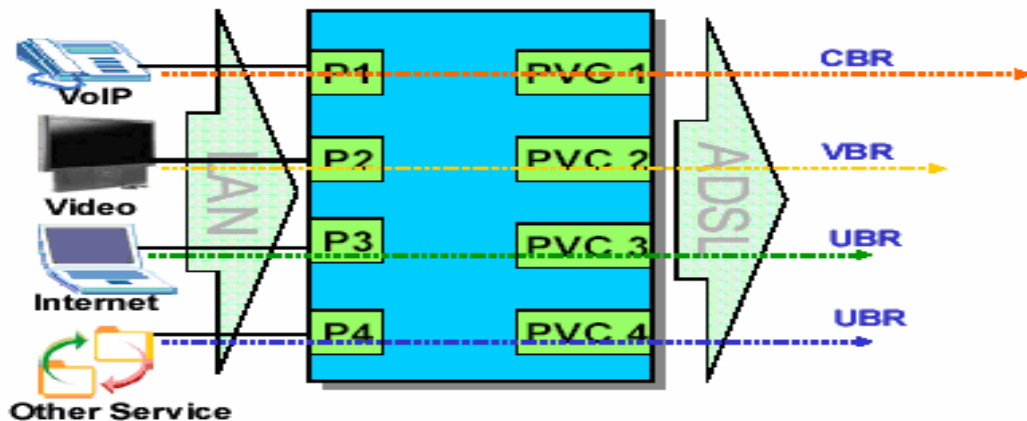 P1 PVC 1 CBR
VoIP
P2 PVC 2 VBR
Video
LAN
ADSL
P3 PVC 3 UBR
Internet
P4 PVC 4 UBR
Other Service